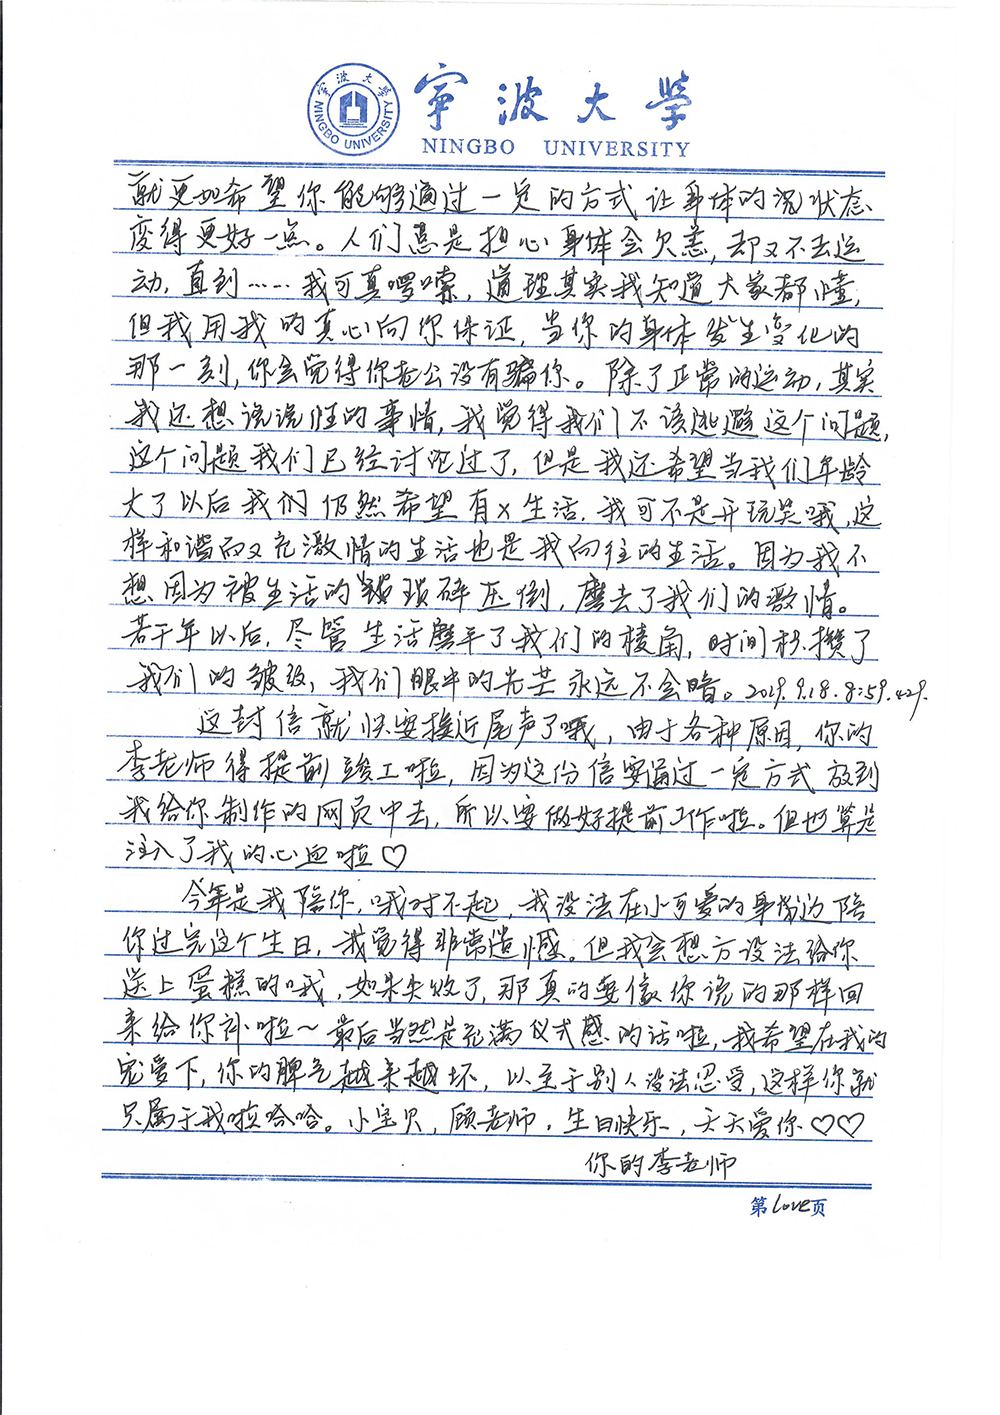 宁波大学
NINGBO UNIVERSITY
宁波大学
NINGBO UNIVERSITY
就更加希望你能够通过一定的方式让身体的况状态
变得更好一点。人们总是担心身体会欠恙,却又不去运
动,直到……我可真啰嗦,道理其实我知道大家都懂,
但我用我的真心向你保证,当你的身体发生变化的
那一刻,你会觉得你老公没有骗你。除了正常的运动,其实
我还想说说性的事情,我觉得我们不该逃避这个问题,
这个问题我们已经讨论过了,但是我还希望当我们年龄
大了以后我们仍然希望有x生活,我可不是开玩笑哦,这
样和谐而又充激情的生活也是我向往的生活。因为我不
想因为被生活的琐碎压倒,磨去了我们的激情。
若干年以后,尽管生活磨平了我们的棱角,时间积攒了
我们的皱纹,我们眼中的光芒永远不会暗。2019.9.18.8:59.429.
这封信就快要接近尾声了哦,由于各种原因,你的
李老师得提前竣工啦,因为这份信要通过一定方式放到
我给你制作的网页中去,所以要做好提前工作啦。但也算是
注入了我的心血啦♡
今年是我陪你,哦对不起,我没法在小可爱的身边陪
你过完这个生日,我觉得非常遗憾。但我会想方设法给你
送上蛋糕的哦,如果失败了,那真的要像你说的那样回
来给你补啦~最后当然是充满仪式感的话啦,我希望在我的
宠爱下,你的脾气越来越坏,以至于别人没法忍受,这样你就
只属于我啦哈哈。小宝贝,顾老师,生日快乐,天天爱你♡♡
你的李老师
第love页